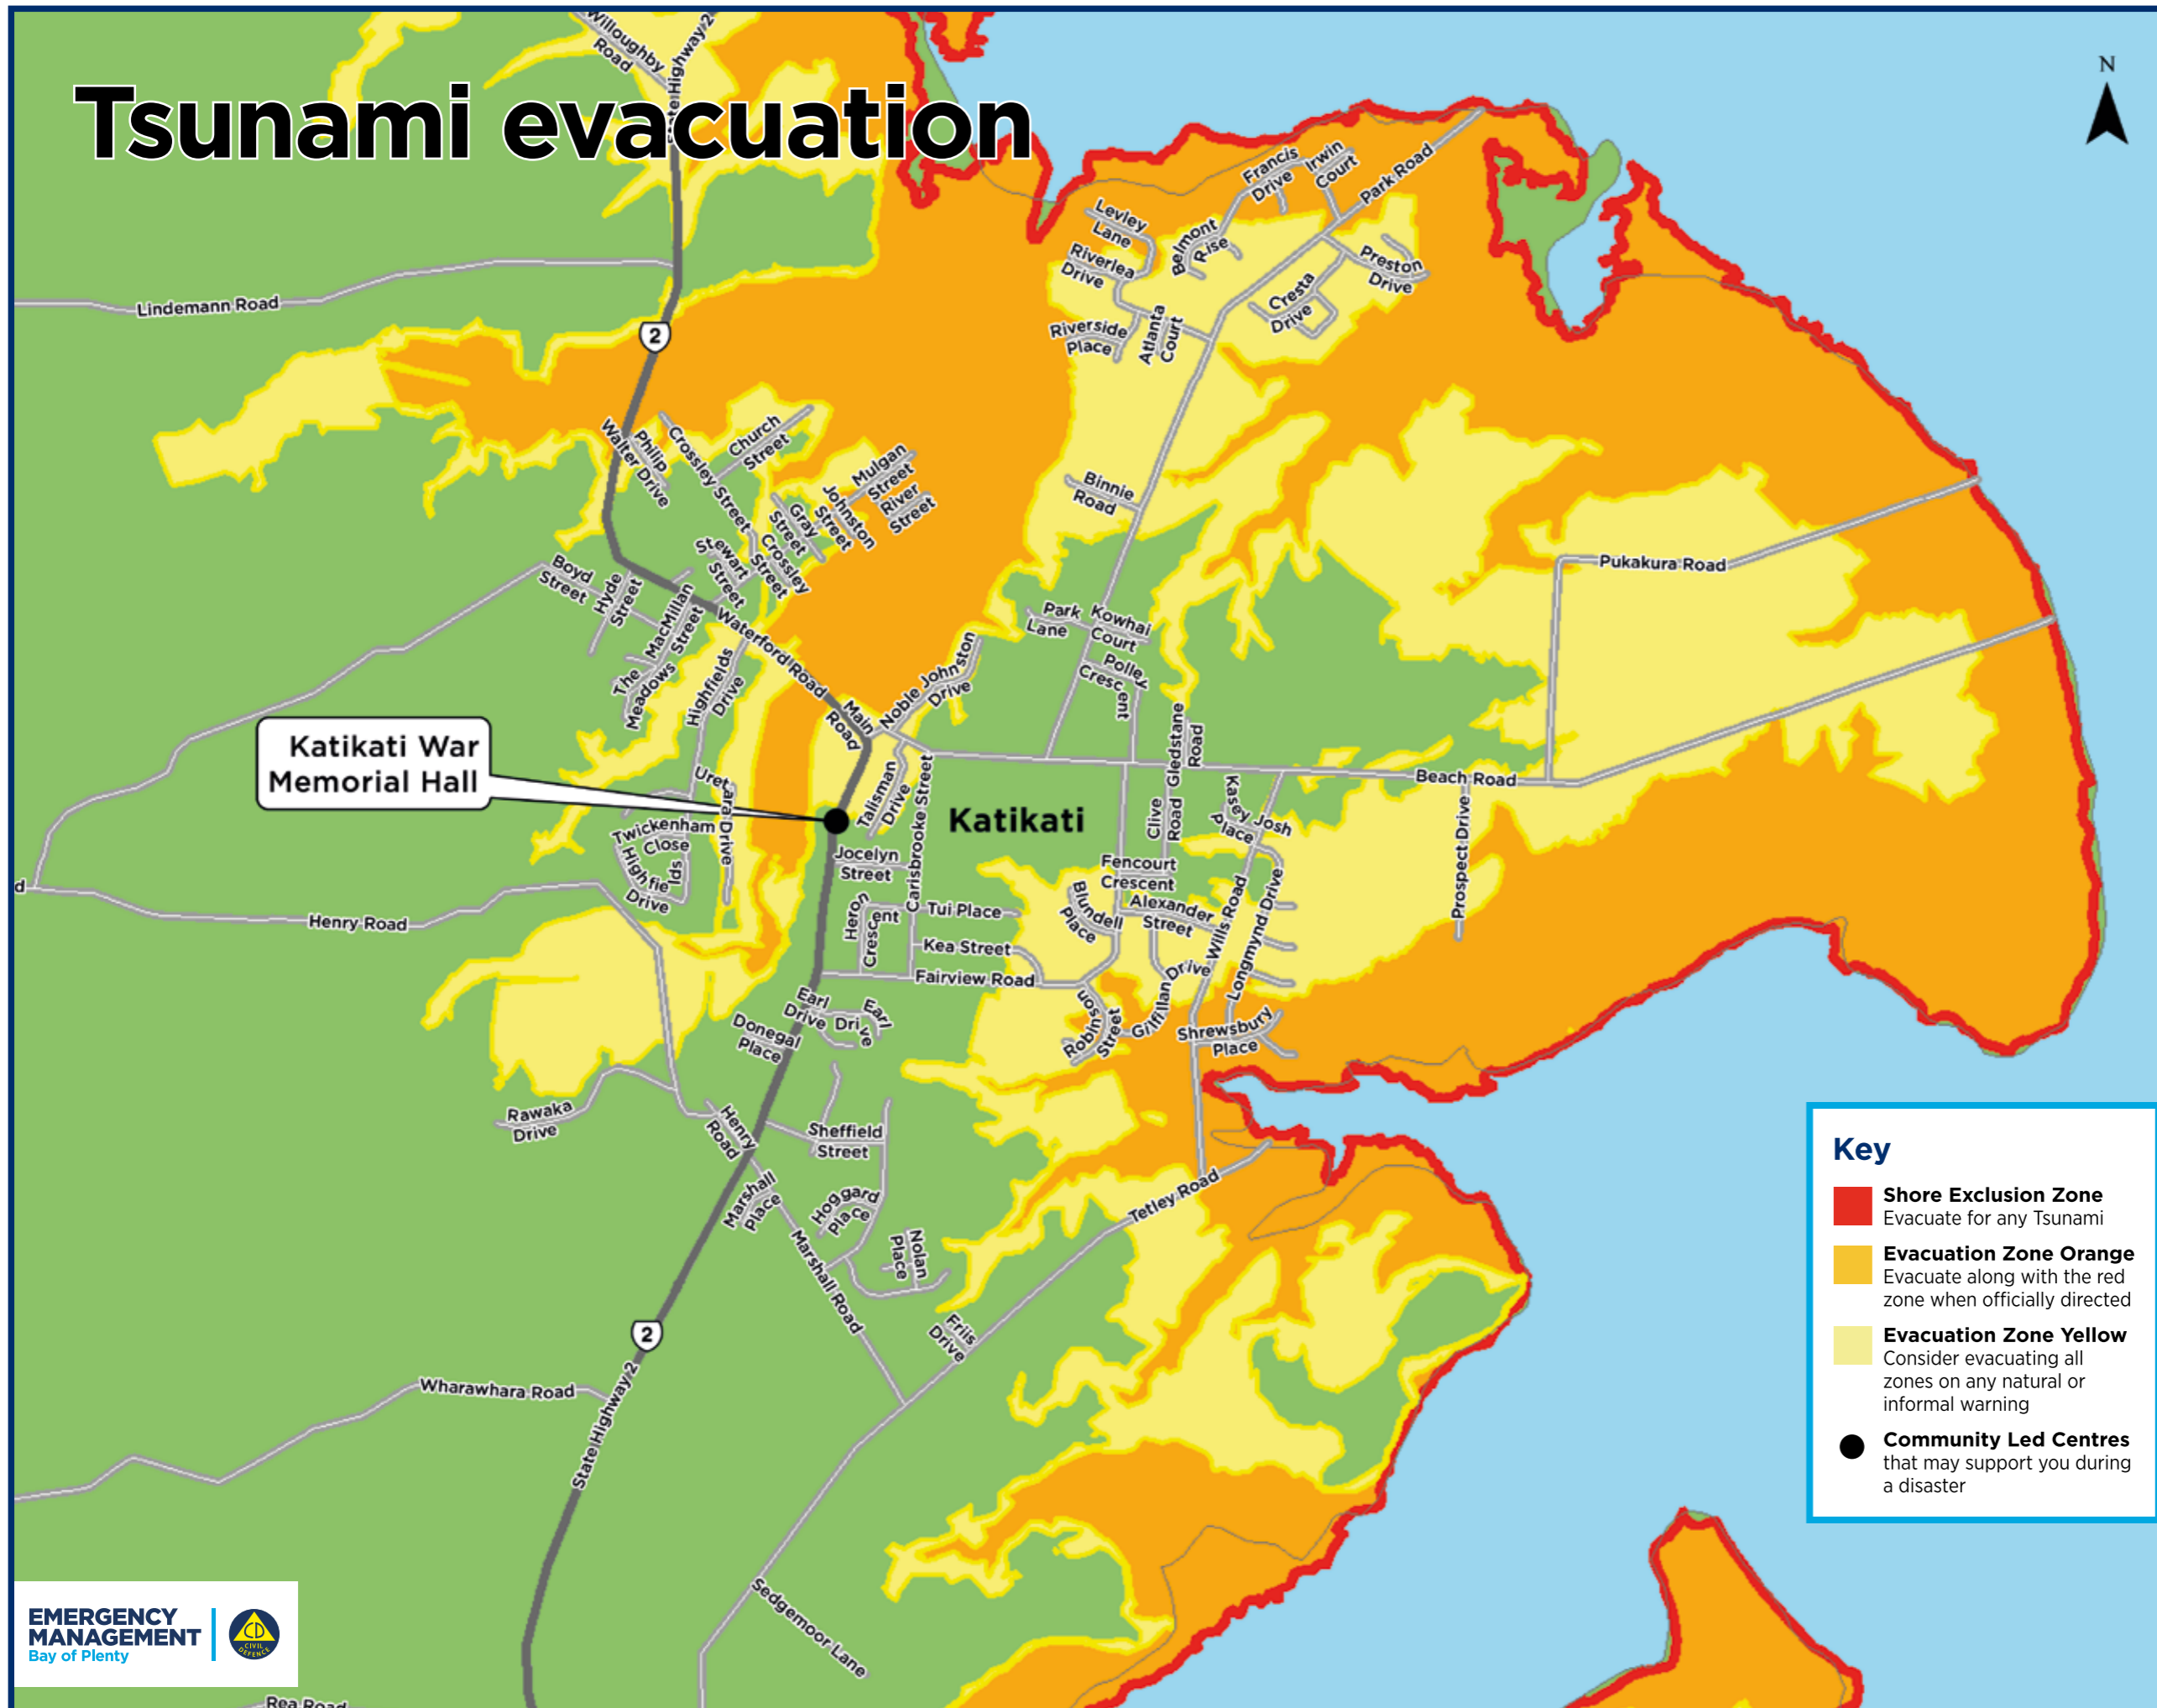 Tsunami evacuation
N
Willoughby
Road
State Highway 2
Lindemann Road
2
Levley
Lane
Riverlea
Drive
Belmont
Rise
Francis
Drive
Irwin
Court
Park Road
Preston
Drive
Cresta
Drive
Riverside
Place
Atlanta
Court
Walter Drive
Philip
Crossley Street
Church
Street
Mulgan
Street
River
Street
Johnston
Street
Gray
Street
Crossley
Street
Stewart
Street
Binnie
Road
Boyd
Street
Hyde
Street
MacMillan
Street
The
Meadows
Waterford Road
Highfields
Drive
Main
Road
Noble Johnston
Drive
Park
Lane
Kowhai
Court
Polley
Crescent
Gledstane
Road
Pukakura Road
Beach Road
Katikati War
Memorial Hall
Uretara Drive
Talisman
Drive
Carisbrooke Street
Katikati
Clive
Road
Kasey
Place
Josh
Prospect Drive
Twickenham
Close
Highfields
Drive
Jocelyn
Street
Fencourt
Crescent
Blundell
Place
Alexander
Street
Wills Road
Longmynd Drive
Heron
Crescent
Tui Place
Kea Street
Fairview Road
d
Henry Road
Earl
Drive
Earl
Drive
Donegal
Place
Robinson
Street
Gilfillan
Drive
Shrewsbury
Place
Rawaka
Drive
Henry
Road
Sheffield
Street
Marshall
Place
Hoggard
Place
Nolan
Place
Marshall Road
Tetley Road
Friis
Drive
2
Wharawhara Road
State Highway 2
Sedgemoor Lane
Rea Road
Key
Shore Exclusion Zone
Evacuate for any Tsunami
Evacuation Zone Orange
Evacuate along with the red
zone when officially directed
Evacuation Zone Yellow
Consider evacuating all
zones on any natural or
informal warning
Community Led Centres
that may support you during
a disaster
EMERGENCY
MANAGEMENT
Bay of Plenty
CD
CIVIL
DEFENCE